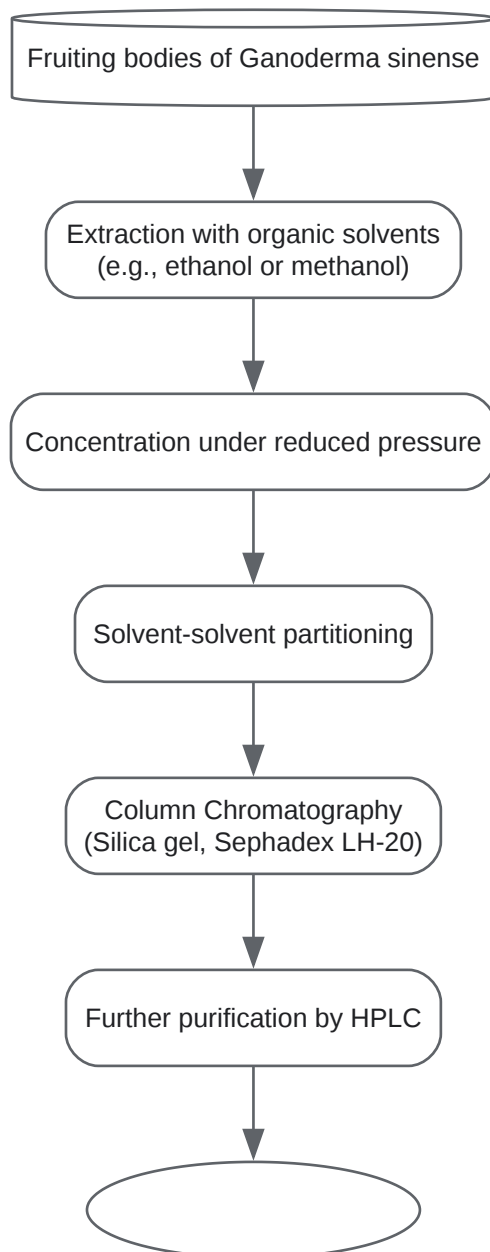 Fruiting bodies of Ganoderma sinense
Extraction with organic solvents
(e.g., ethanol or methanol)
Concentration under reduced pressure
Solvent-solvent partitioning
Column Chromatography
(Silica gel, Sephadex LH-20)
Further purification by HPLC